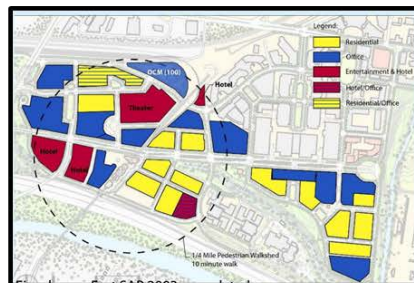 Legend:
Residential
Office
Entertainment & Hotel
Hotel/Office
Residential/Office
OCM (100)
Hotel
Theater
Hotel
Hotel
1/4 Mile Pedestrian Walkshed
10 minute walk